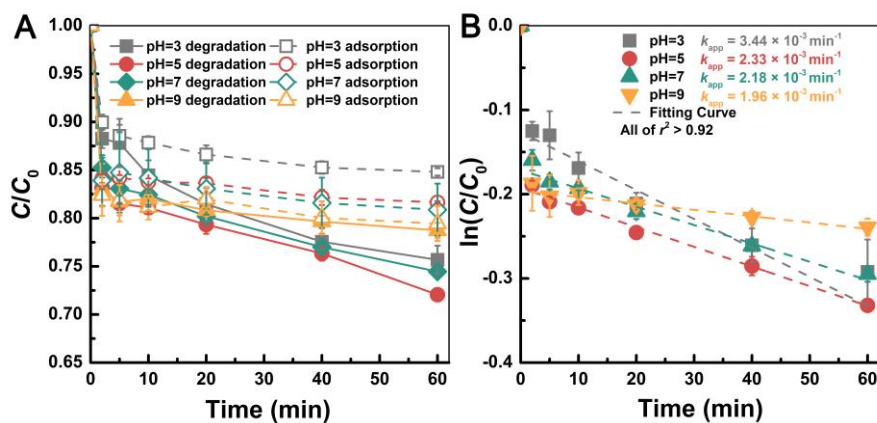 A
C/C₀
1.00
0.95
0.90
0.85
0.80
0.75
0.70
0.65
pH=3 degradation
pH=3 adsorption
pH=5 degradation
pH=5 adsorption
pH=7 degradation
pH=7 adsorption
pH=9 degradation
pH=9 adsorption
0 10 20 30 40 50 60
Time (min)
B
ln(C/C₀)
0.0
-0.1
-0.2
-0.3
-0.4
pH=3 kapp = 3.44 × 10⁻³ min⁻¹
pH=5 kapp = 2.33 × 10⁻³ min⁻¹
pH=7 kapp = 2.18 × 10⁻³ min⁻¹
pH=9 kapp = 1.96 × 10⁻³ min⁻¹
Fitting Curve
All of r² > 0.92
0 10 20 30 40 50 60
Time (min)